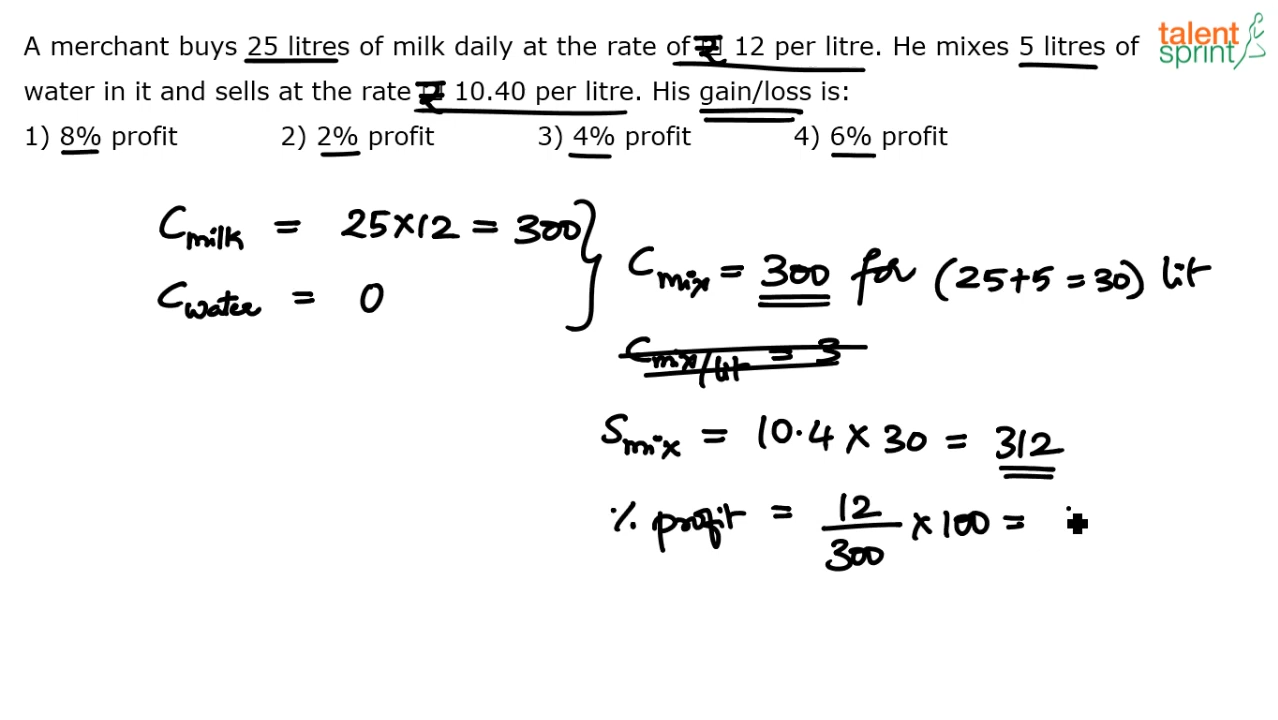 talent
sprint
A merchant buys 25 litres of milk daily at the rate of ₹ 12 per litre. He mixes 5 litres of
water in it and sells at the rate ₹ 10.40 per litre. His gain/loss is:
1) 8% profit 2) 2% profit 3) 4% profit 4) 6% profit
Cmilk = 25×12 = 300
Cwater = 0
Cmix = 300 for (25+5=30) lit
Cmix/lit = 3
Smix = 10.4 × 30 = 312
% profit = 12/300 × 100 =